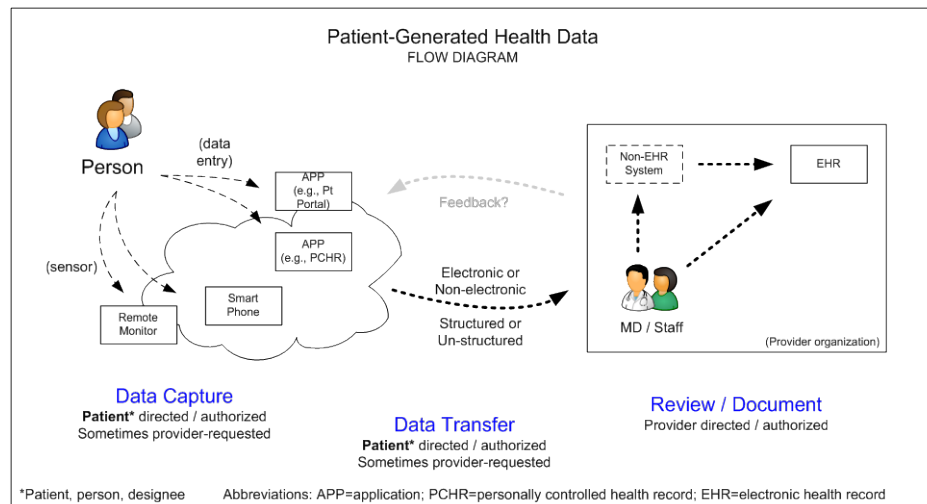 Patient-Generated Health Data
FLOW DIAGRAM
Person
(data
entry)
(sensor)
APP
(e.g., Pt
Portal)
APP
(e.g., PCHR)
Smart
Phone
Remote
Monitor
Feedback?
Electronic or
Non-electronic
Structured or
Un-structured
Non-EHR
System
EHR
MD / Staff
(Provider organization)
Data Capture
Patient* directed / authorized
Sometimes provider-requested
Data Transfer
Patient* directed / authorized
Sometimes provider-requested
Review / Document
Provider directed / authorized
*Patient, person, designee
Abbreviations: APP=application; PCHR=personally controlled health record; EHR=electronic health record